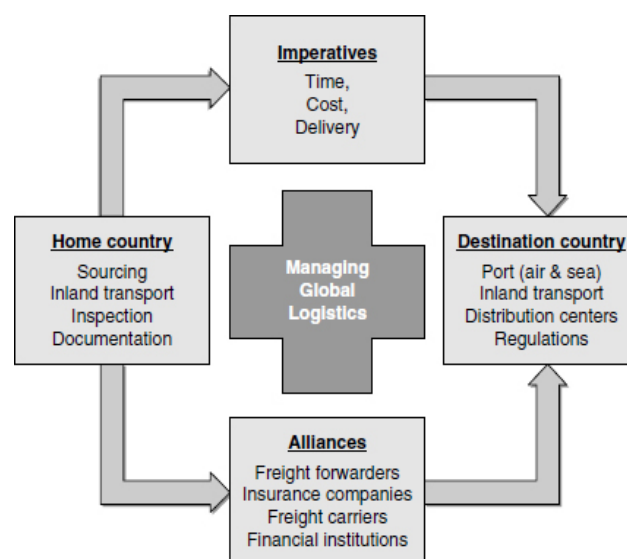 Imperatives
Time,
Cost,
Delivery
Home country
Sourcing
Inland transport
Inspection
Documentation
Managing
Global
Logistics
Destination country
Port (air & sea)
Inland transport
Distribution centers
Regulations
Alliances
Freight forwarders
Insurance companies
Freight carriers
Financial institutions